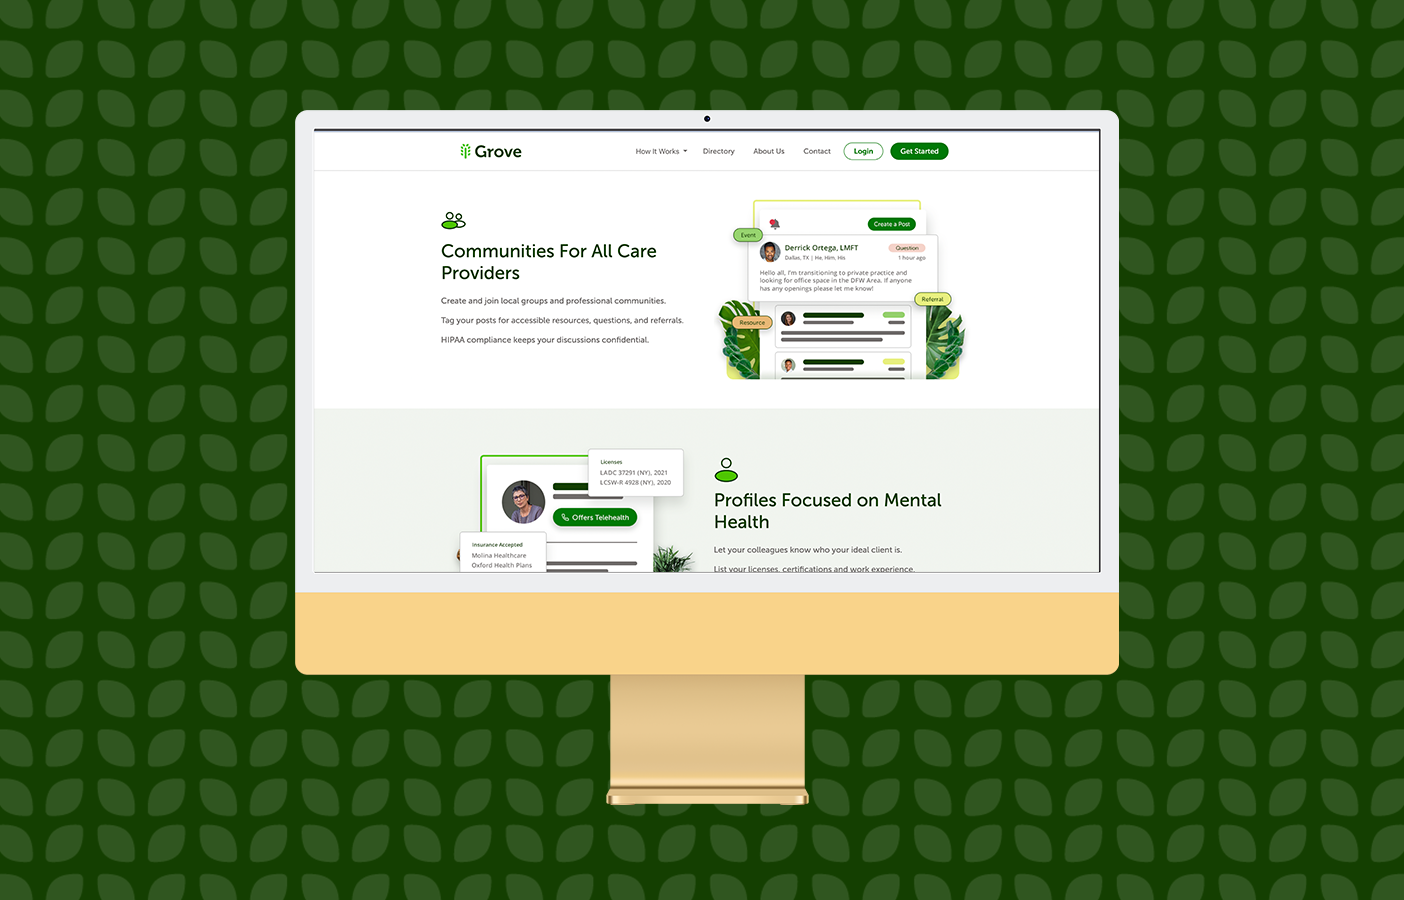 Grove
How It Works
Directory
About Us
Contact
Login
Get Started
Communities For All Care
Providers
Create and join local groups and professional communities.
Tag your posts for accessible resources, questions, and referrals.
HIPAA compliance keeps your discussions confidential.
Create a Post
Event
Derrick Ortega, LMFT
Question
Dallas, TX | He, Him, His
1 hour ago
Hello all, I'm transitioning to private practice and
looking for office space in the DFW Area. If anyone
has any openings please let me know!
Referral
Resource
Licenses
LADC 37291 (NY), 2021
LCSW-R 4928 (NY), 2020
Offers Telehealth
Insurance Accepted
Molina Healthcare
Oxford Health Plans
Profiles Focused on Mental
Health
Let your colleagues know who your ideal client is.
List your licenses, certifications and work experience.